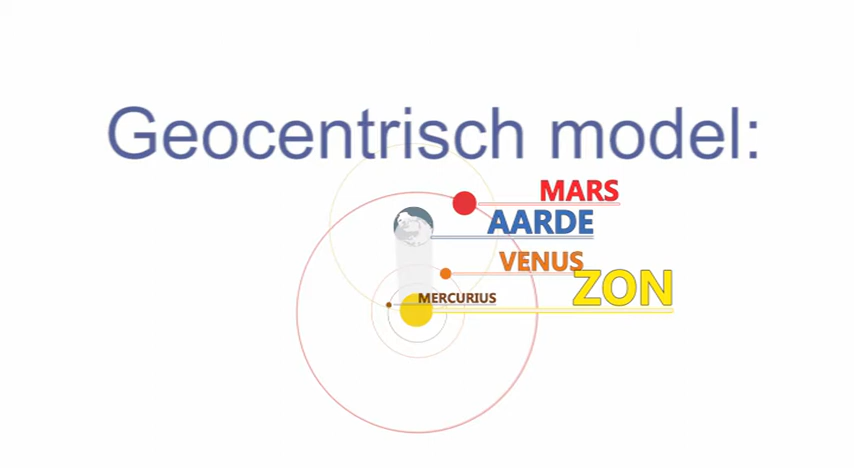 Geocentrisch model:
MARS
AARDE
VENUS
ZON
MERCURIUS